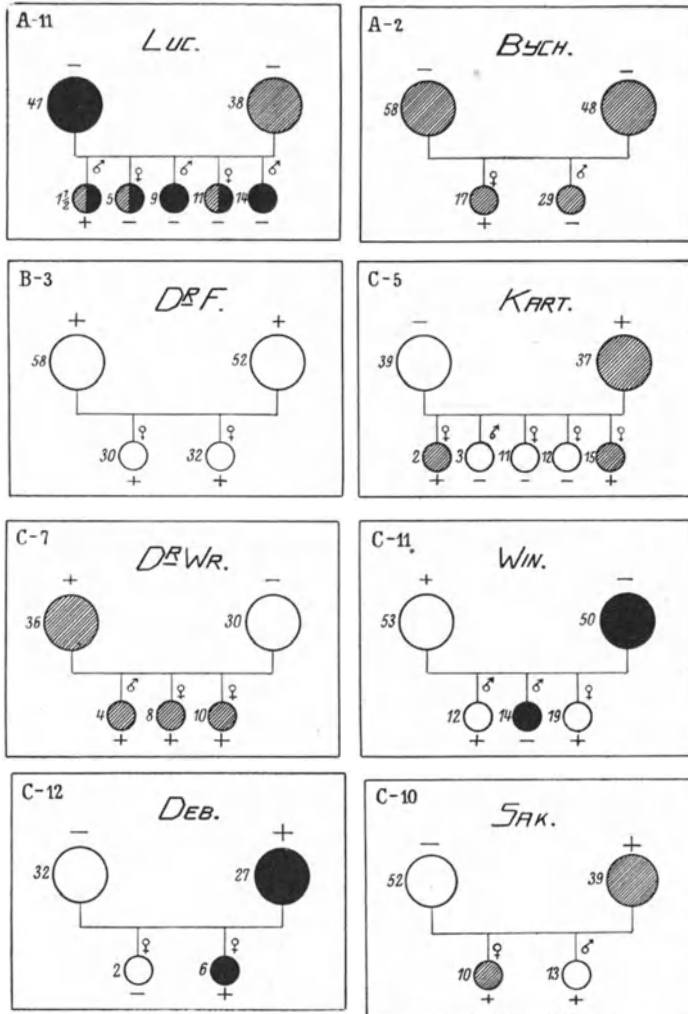 A-11
LUC.
− −
41 38
♂ ♀ ♂ ♀ ♂
1½ 5 9 11 14
+ − − − −
A-2
BYCH.
− −
58 48
♀ ♂
17 29
+ −
B-3
DR F.
+ +
58 52
♀ ♀
30 32
+ +
C-5
KART.
− +
39 37
♀ ♂ ♀ ♀ ♀
2 3 11 12 15
+ − − − +
C-7
DR WR.
+ −
36 30
♂ ♀ ♀
4 8 10
+ + +
C-11.
WIN.
+ −
53 50
♂ ♂ ♀
12 14 19
+ − +
C-12
DEB.
− +
32 27
♀ ♀
2 6
− +
C-10
SAK.
− +
52 39
♀ ♂
10 13
+ +